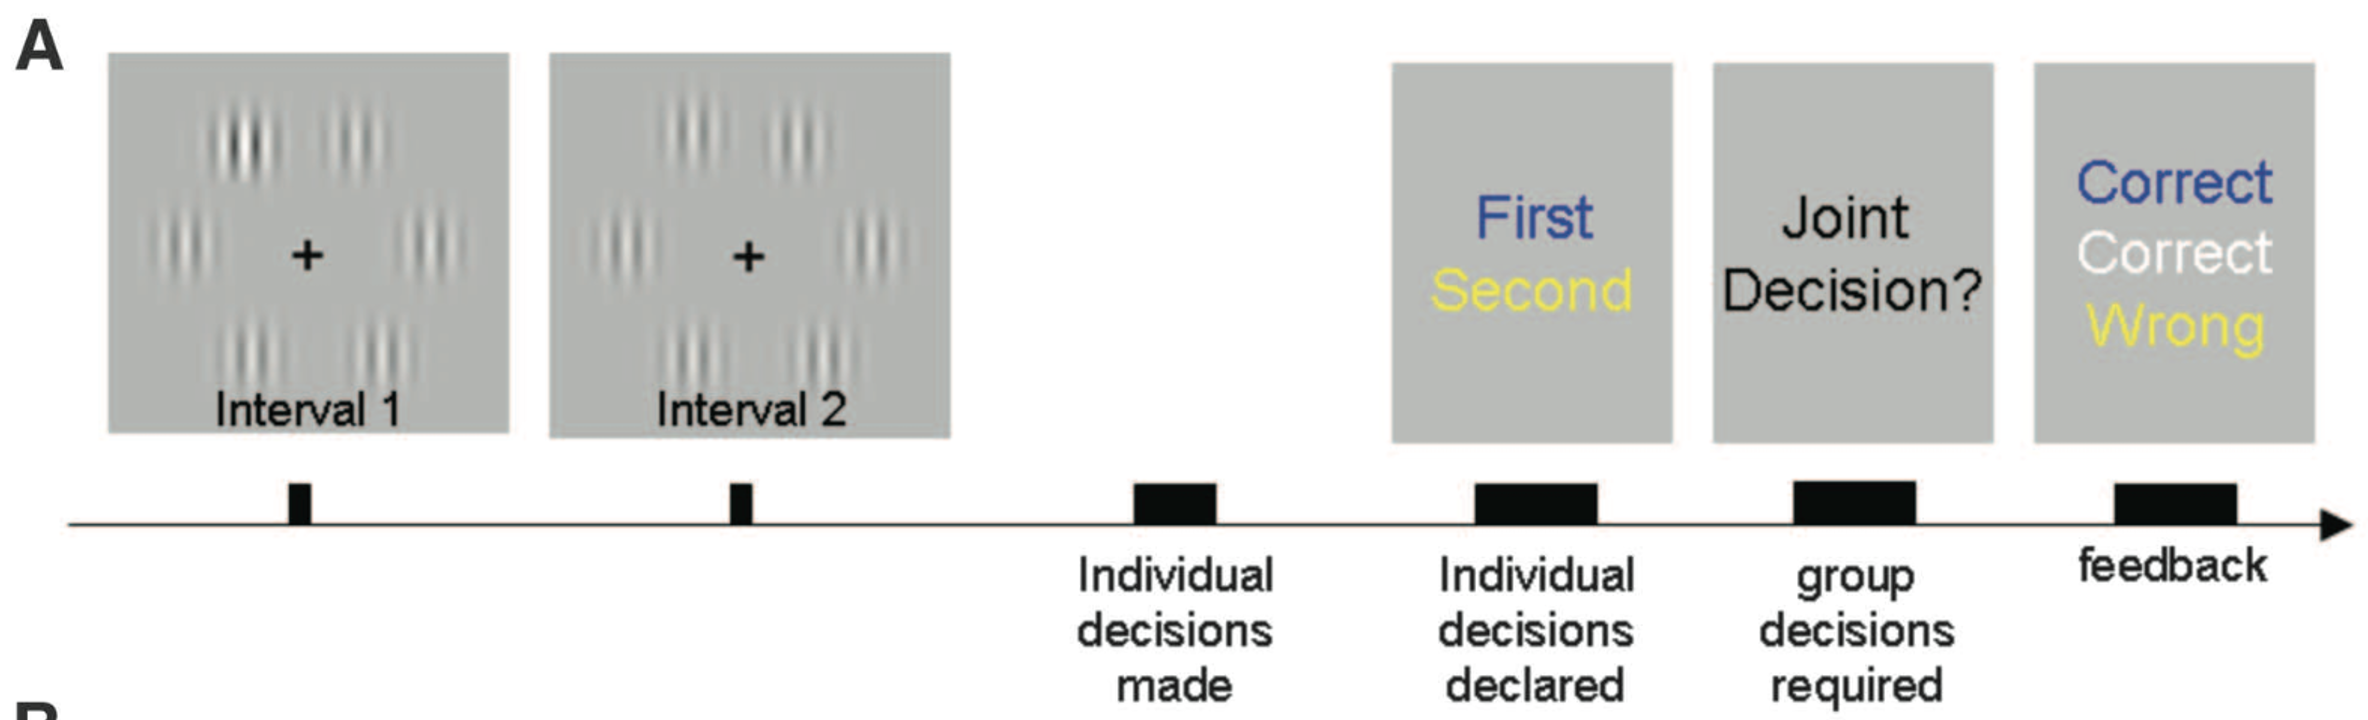 A
Interval 1
Interval 2
First
Second
Joint
Decision?
Correct
Correct
Wrong
Individual
decisions
made
Individual
decisions
declared
group
decisions
required
feedback
B